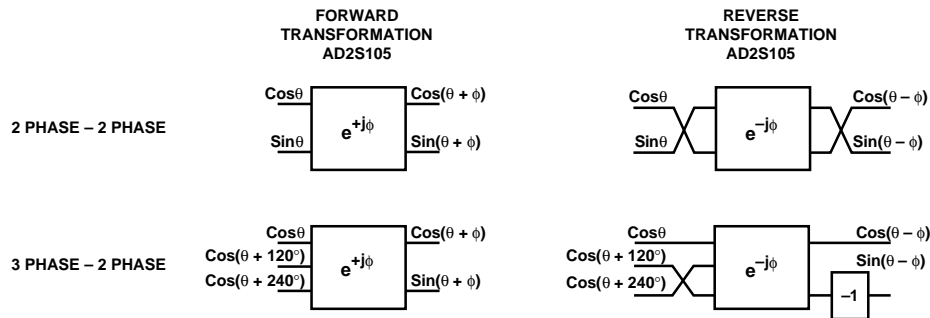 FORWARD
TRANSFORMATION
AD2S105
REVERSE
TRANSFORMATION
AD2S105
2 PHASE – 2 PHASE
Cosθ
Sinθ
e+jϕ
Cos(θ + ϕ)
Sin(θ + ϕ)
Cosθ
Sinθ
e–jϕ
Cos(θ – ϕ)
Sin(θ – ϕ)
3 PHASE – 2 PHASE
Cosθ
Cos(θ + 120°)
Cos(θ + 240°)
e+jϕ
Cos(θ + ϕ)
Sin(θ + ϕ)
Cosθ
Cos(θ + 120°)
Cos(θ + 240°)
e–jϕ
Cos(θ – ϕ)
Sin(θ – ϕ)
–1